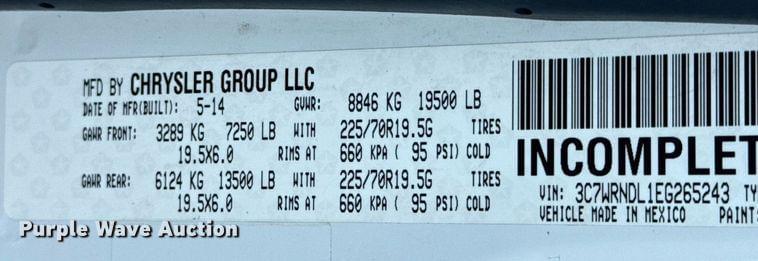 MFD BY CHRYSLER GROUP LLC
DATE OF MFR(BUILT): 5-14 GVWR: 8846 KG 19500 LB
GAWR FRONT: 3289 KG 7250 LB WITH 225/70R19.5G TIRES
19.5X6.0 RIMS AT 660 KPA ( 95 PSI) COLD
GAWR REAR: 6124 KG 13500 LB WITH 225/70R19.5G TIRES
19.5X6.0 RIMS AT 660 KPA ( 95 PSI) COLD
INCOMPLET
VIN: 3C7WRNDL1EG265243 TY
VEHICLE MADE IN MEXICO PAINT:
Purple Wave Auction